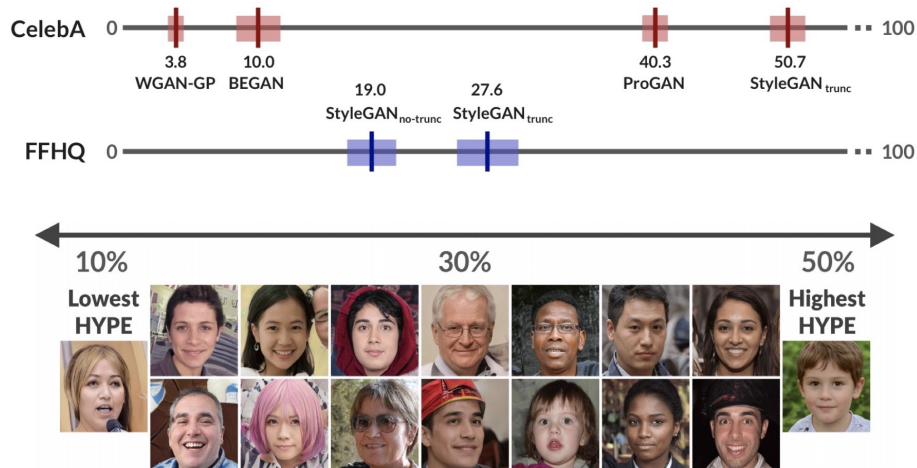 CelebA 0 100
3.8 10.0 40.3 50.7
WGAN-GP BEGAN ProGAN StyleGAN trunc
19.0 27.6
StyleGAN no-trunc StyleGAN trunc
FFHQ 0 100
10% 30% 50%
Lowest Highest
HYPE HYPE